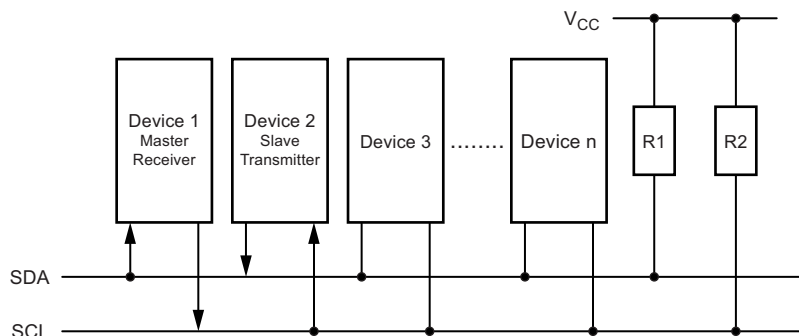 VCC
Device 1
Master
Receiver
Device 2
Slave
Transmitter
Device 3
........
Device n
R1
R2
SDA
SCL